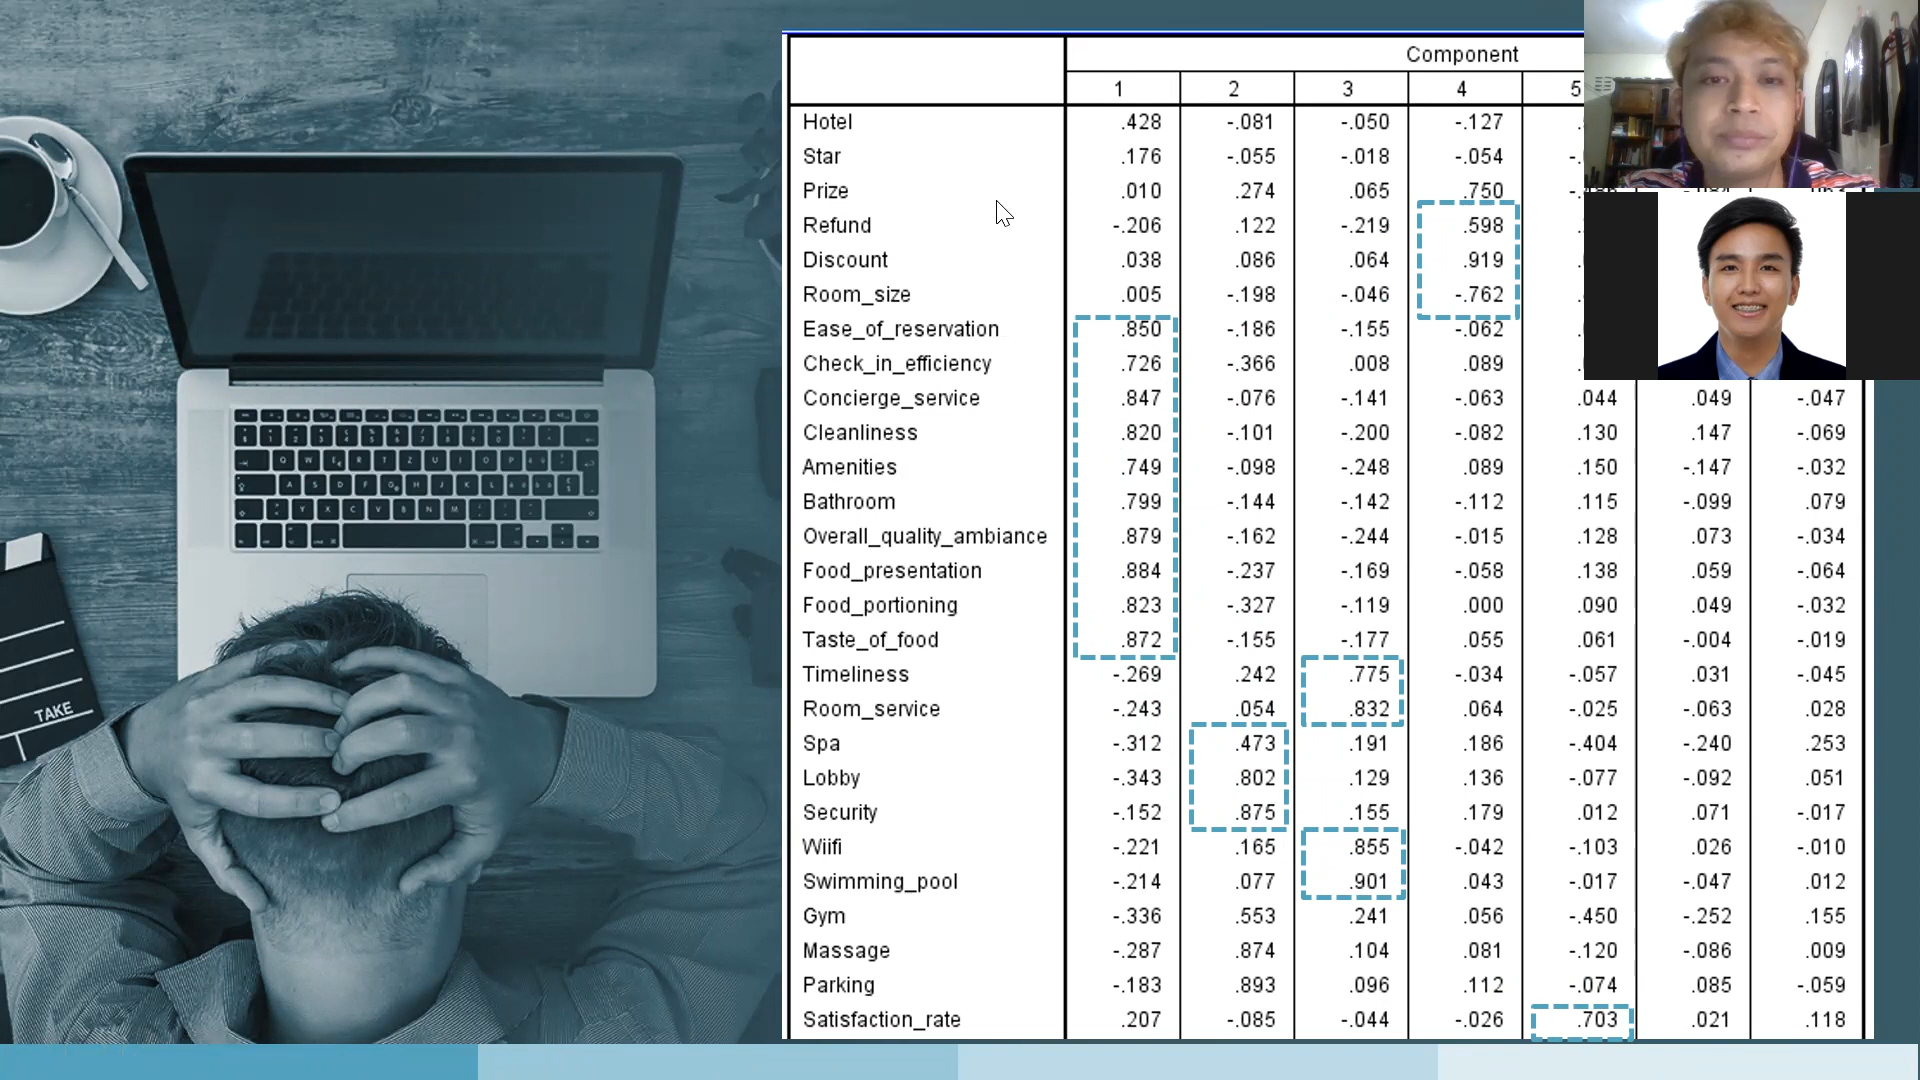 Component
1 2 3 4 5
Hotel .428 -.081 -.050 -.127
Star .176 -.055 -.018 -.054
Prize .010 .274 .065 .750
Refund -.206 .122 -.219 .598
Discount .038 .086 .064 .919
Room_size .005 -.198 -.046 -.762
Ease_of_reservation .850 -.186 -.155 -.062
Check_in_efficiency .726 -.366 .008 .089
Concierge_service .847 -.076 -.141 -.063 .044 .049 -.047
Cleanliness .820 -.101 -.200 -.082 .130 .147 -.069
Amenities .749 -.098 -.248 .089 .150 -.147 -.032
Bathroom .799 -.144 -.142 -.112 .115 -.099 .079
Overall_quality_ambiance .879 -.162 -.244 -.015 .128 .073 -.034
Food_presentation .884 -.237 -.169 -.058 .138 .059 -.064
Food_portioning .823 -.327 -.119 .000 .090 .049 -.032
Taste_of_food .872 -.155 -.177 .055 .061 -.004 -.019
Timeliness -.269 .242 .775 -.034 -.057 .031 -.045
Room_service -.243 .054 .832 .064 -.025 -.063 .028
Spa -.312 .473 .191 .186 -.404 -.240 .253
Lobby -.343 .802 .129 .136 -.077 -.092 .051
Security -.152 .875 .155 .179 .012 .071 -.017
Wiifi -.221 .165 .855 -.042 -.103 .026 -.010
Swimming_pool -.214 .077 .901 .043 -.017 -.047 .012
Gym -.336 .553 .241 .056 -.450 -.252 .155
Massage -.287 .874 .104 .081 -.120 -.086 .009
Parking -.183 .893 .096 .112 -.074 .085 -.059
Satisfaction_rate .207 -.085 -.044 -.026 .703 .021 .118
TAKE